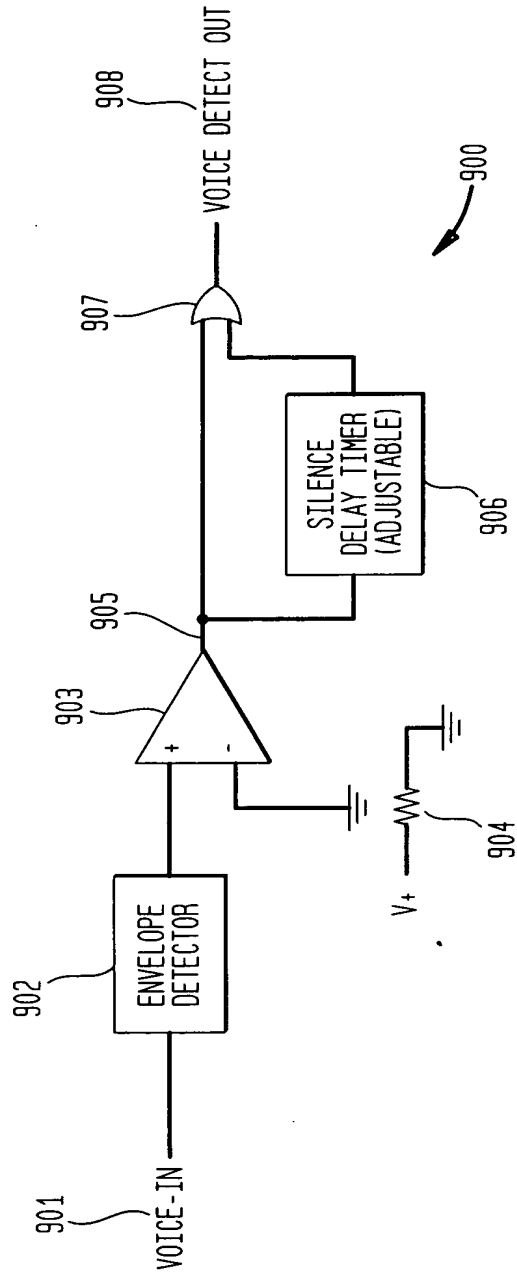 901
VOICE-IN
902
ENVELOPE
DETECTOR
903
+
-
904
V+
905
SILENCE
DELAY TIMER
(ADJUSTABLE)
906
907
908
VOICE DETECT OUT
900